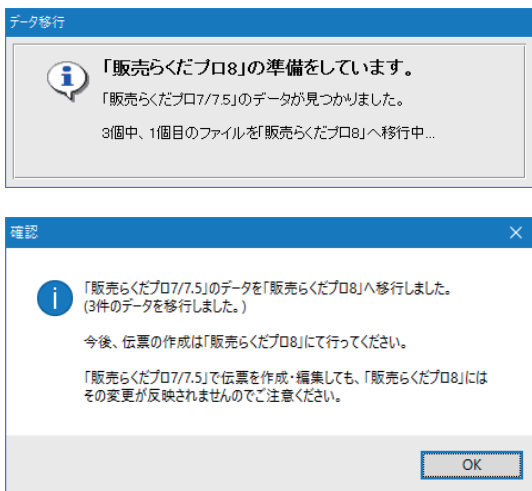 データ移行
「販売らくだプロ8」の準備をしています。
「販売らくだプロ7/7.5」のデータが見つかりました。
3個中、1個目のファイルを「販売らくだプロ8」へ移行中...
確認
「販売らくだプロ7/7.5」のデータを「販売らくだプロ8」へ移行しました。
(3件のデータを移行しました。)
今後、伝票の作成は「販売らくだプロ8」にて行ってください。
「販売らくだプロ7/7.5」で伝票を作成・編集しても、「販売らくだプロ8」には
その変更が反映されませんのでご注意ください。
OK